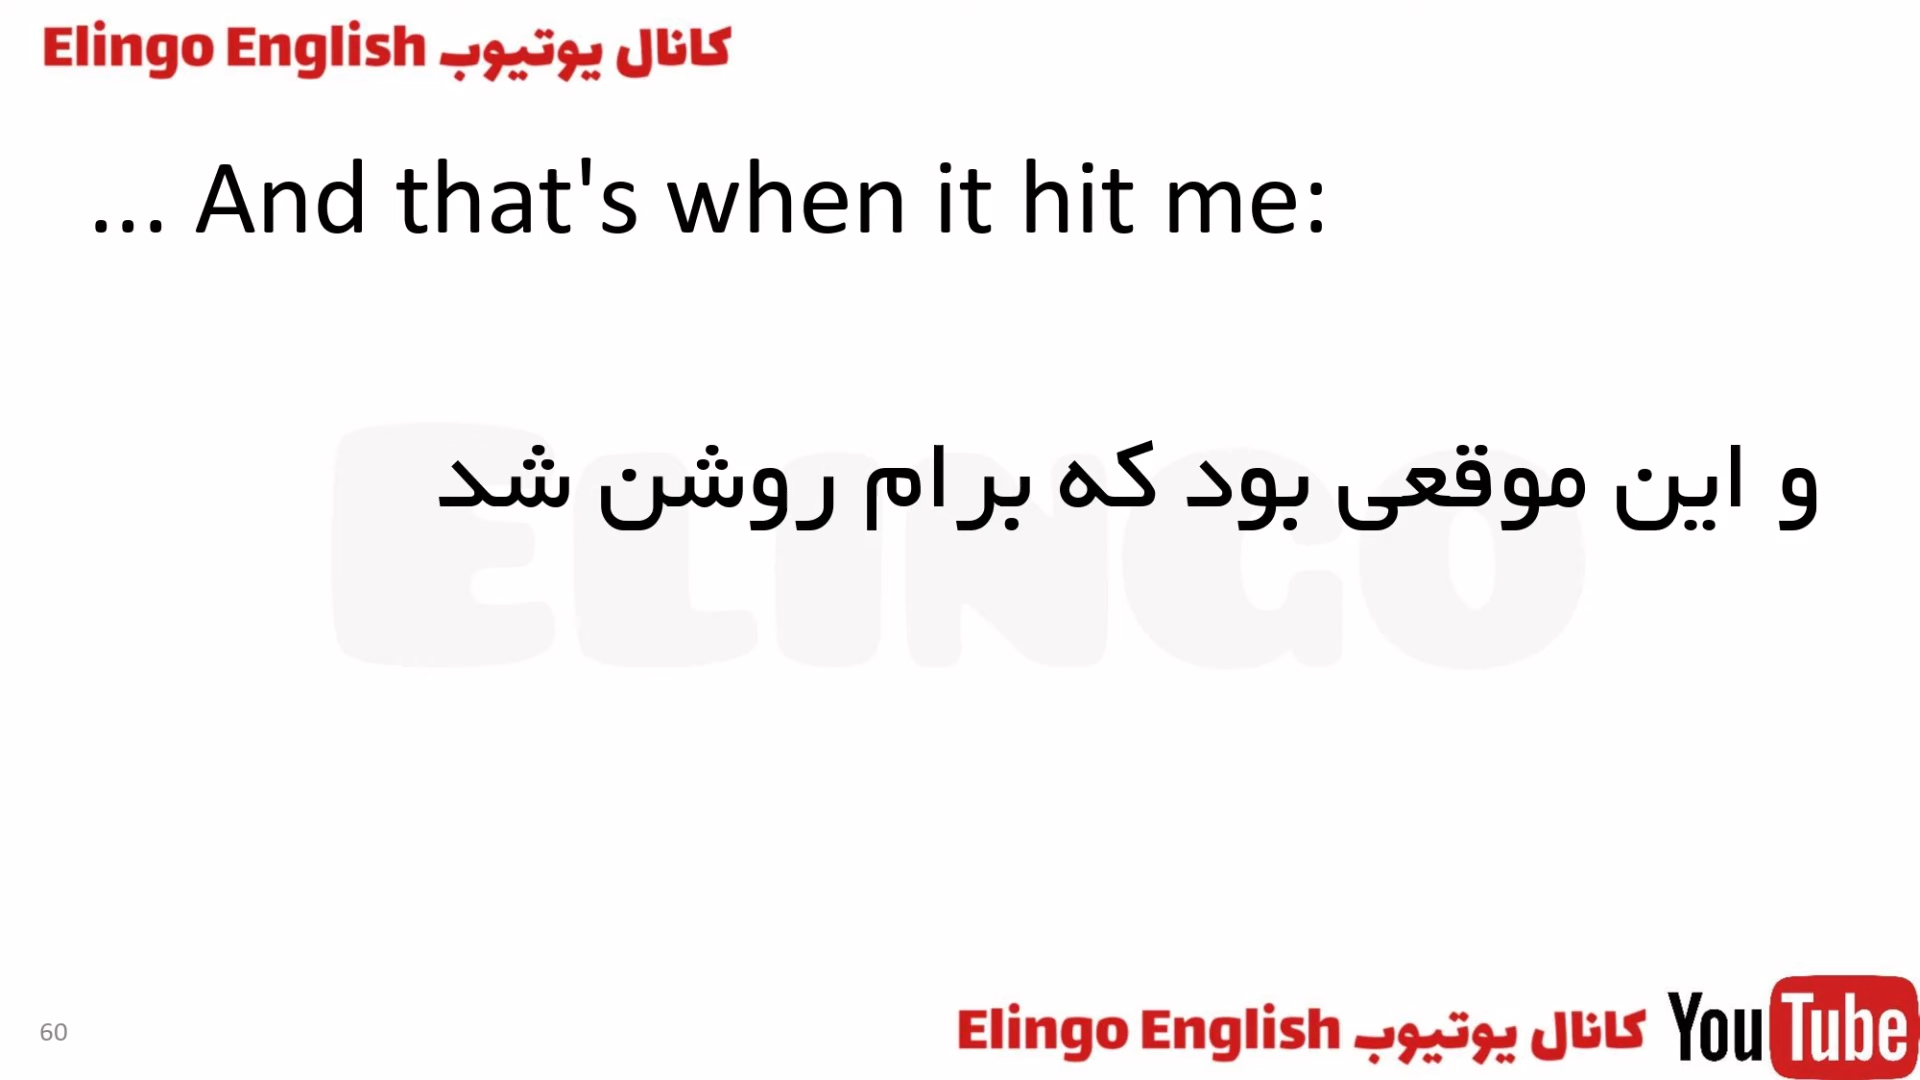 Elingo English کانال یوتیوب
... And that's when it hit me:
و این موقعی بود که برام روشن شد
ELINGO
60
Elingo English کانال یوتیوب YouTube